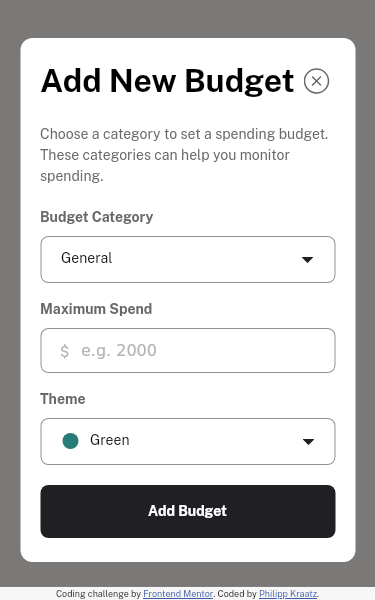 Add New Budget
Choose a category to set a spending budget.
These categories can help you monitor
spending.
Budget Category
General
Maximum Spend
$ e.g. 2000
Theme
Green
Add Budget
Coding challenge by Frontend Mentor. Coded by Philipp Kraatz.